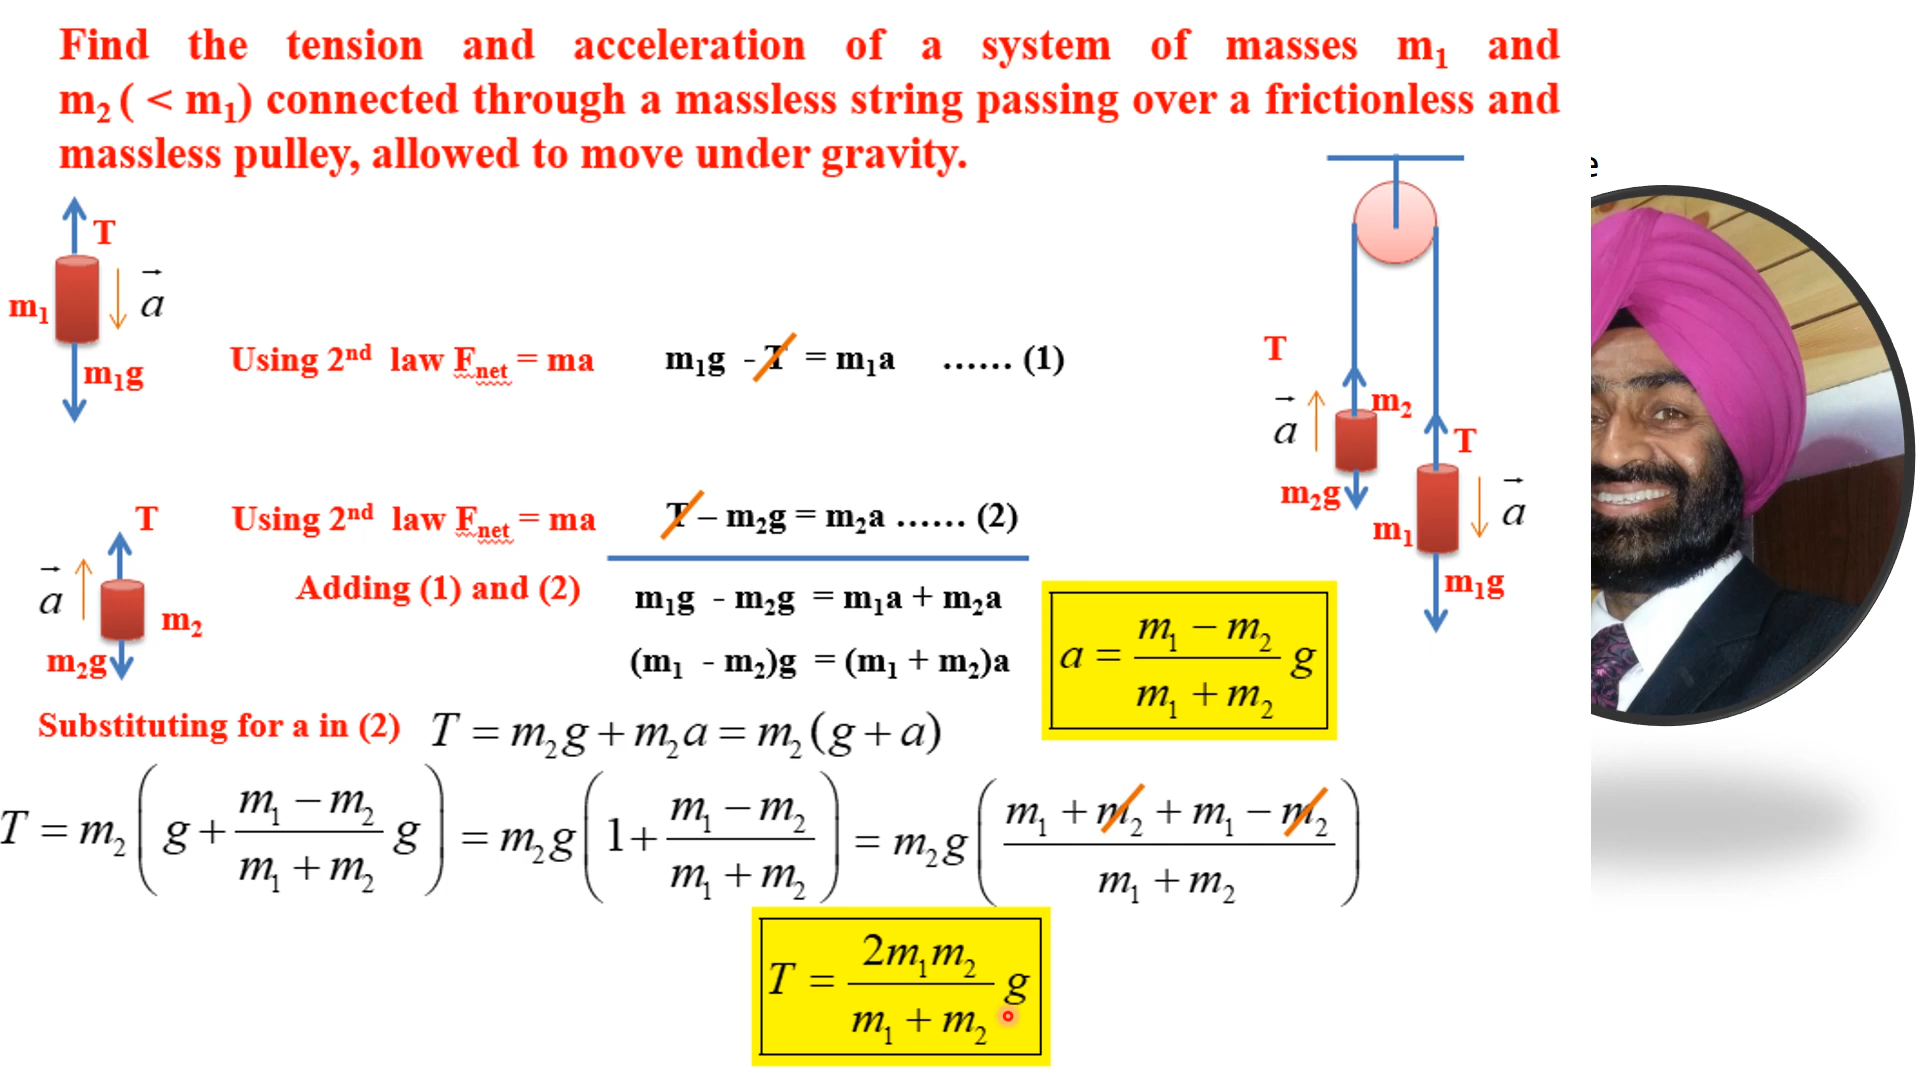 Find the tension and acceleration of a system of masses m₁ and
m₂ ( < m₁) connected through a massless string passing over a frictionless and
massless pulley, allowed to move under gravity.
e
T
a
m₁
m₁g
Using 2nd law Fnet = ma
m₁g - T = m₁a ...... (1)
T
a
m₂
m₂g
T
m₁
a
m₁g
T
a
m₂
m₂g
Using 2nd law Fnet = ma
T – m₂g = m₂a ...... (2)
Adding (1) and (2)
m₁g - m₂g = m₁a + m₂a
(m₁ - m₂)g = (m₁ + m₂)a
a = (m₁ − m₂)/(m₁ + m₂) g
Substituting for a in (2) T = m₂g + m₂a = m₂(g + a)
T = m₂(g + (m₁ − m₂)/(m₁ + m₂) g) = m₂g(1 + (m₁ − m₂)/(m₁ + m₂)) = m₂g((m₁ + m₂ + m₁ − m₂)/(m₁ + m₂))
T = 2m₁m₂/(m₁ + m₂) g